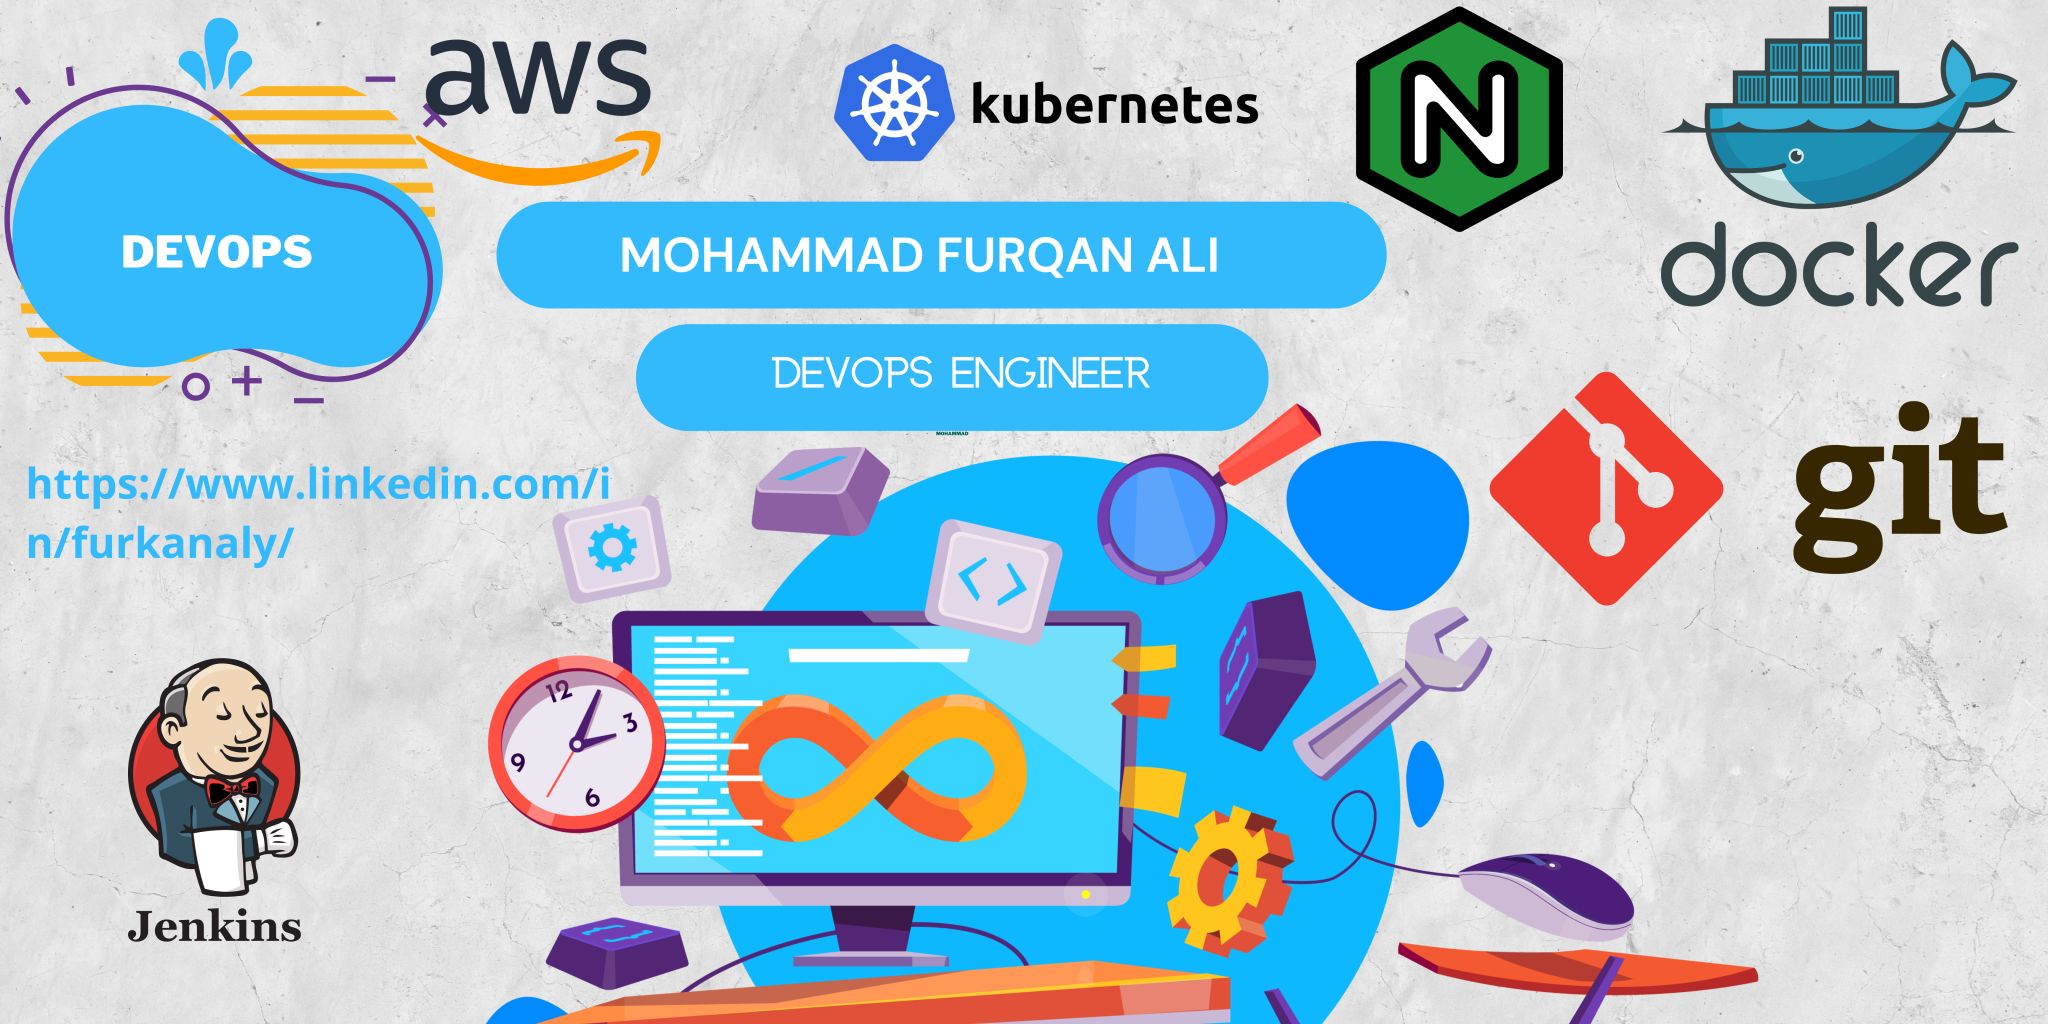 aws
kubernetes
N
docker
DEVOPS
MOHAMMAD FURQAN ALI
DEVOPS ENGINEER
MOHAMMAD
git
https://www.linkedin.com/i
n/furkanaly/
12
3
6
9
Jenkins